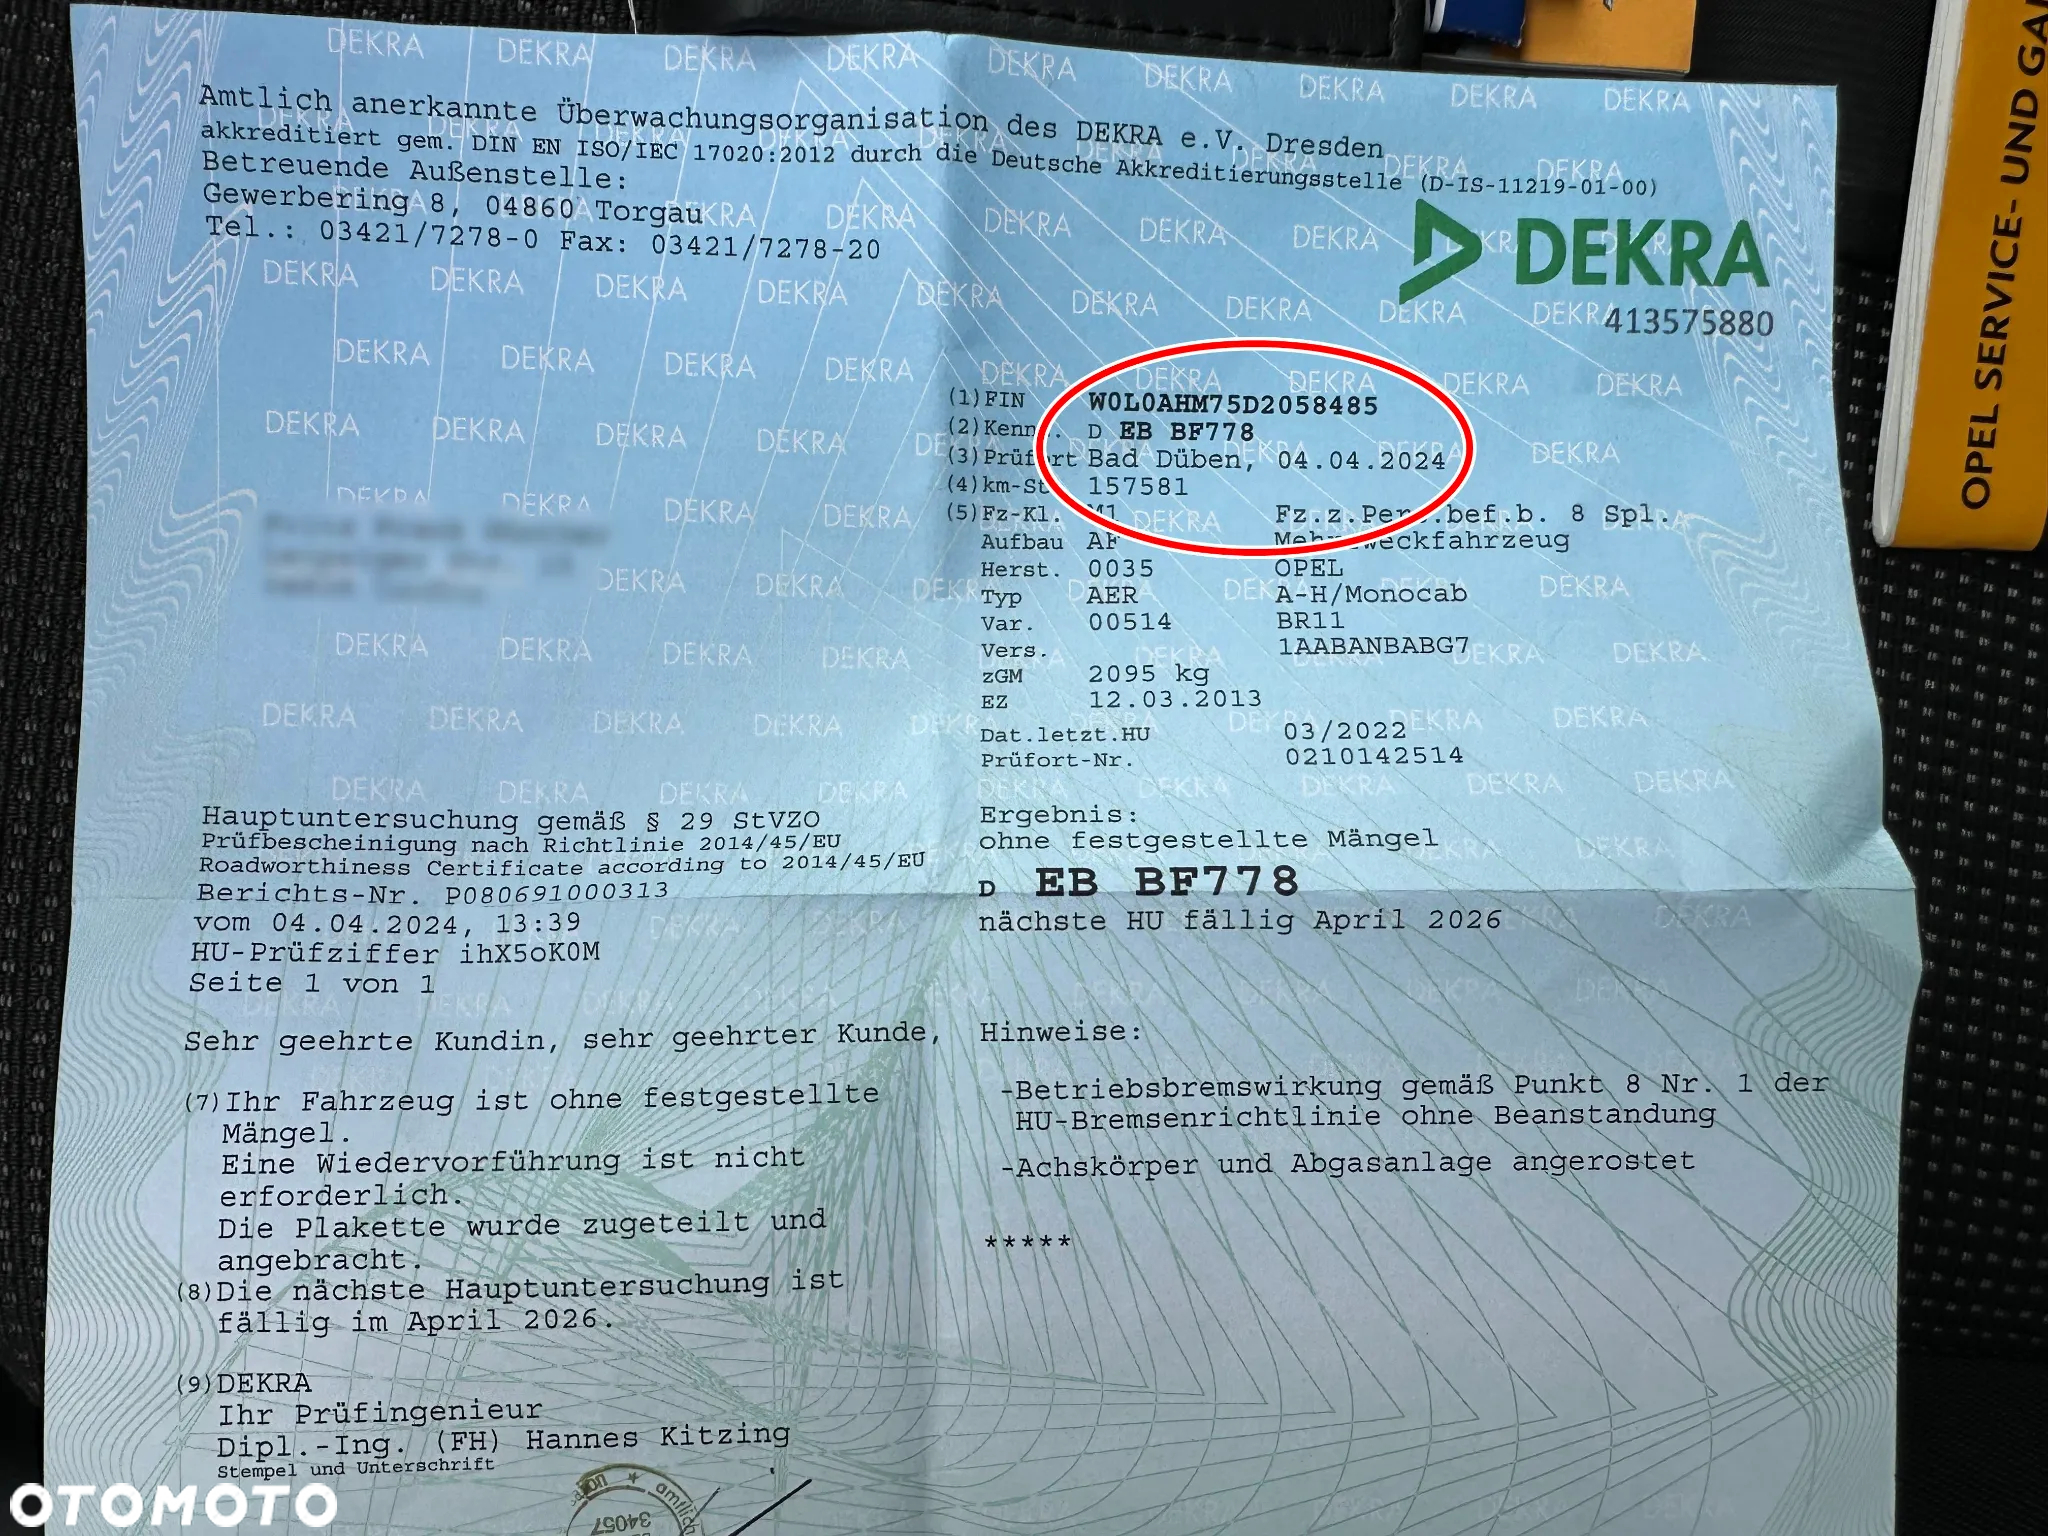 Amtlich anerkannte Überwachungsorganisation des DEKRA e.V. Dresden
akkreditiert gem. DIN EN ISO/IEC 17020:2012 durch die Deutsche Akkreditierungsstelle (D-IS-11219-01-00)
Betreuende Außenstelle:
Gewerbering 8, 04860 Torgau
Tel.: 03421/7278-0 Fax: 03421/7278-20
DEKRA
413575880
(1)FIN W0L0AHM75D2058485
(2)Kenn. D EB BF778
(3)Prüfort Bad Düben, 04.04.2024
(4)km-St 157581
(5)Fz-Kl. M1 Fz.z.Pers.bef.b. 8 Spl.
Aufbau AF Mehrzweckfahrzeug
Herst. 0035 OPEL
Typ AER A-H/Monocab
Var. 00514 BR11
Vers. 1AABANBABG7
zGM 2095 kg
EZ 12.03.2013
Dat.letzt.HU 03/2022
Prüfort-Nr. 0210142514
Hauptuntersuchung gemäß § 29 StVZO
Prüfbescheinigung nach Richtlinie 2014/45/EU
Roadworthiness Certificate according to 2014/45/EU
Berichts-Nr. P080691000313
vom 04.04.2024, 13:39
HU-Prüfziffer ihX5oK0M
Seite 1 von 1
Ergebnis:
ohne festgestellte Mängel
D EB BF778
nächste HU fällig April 2026
Sehr geehrte Kundin, sehr geehrter Kunde,
(7)Ihr Fahrzeug ist ohne festgestellte
Mängel.
Eine Wiedervorführung ist nicht
erforderlich.
Die Plakette wurde zugeteilt und
angebracht.
(8)Die nächste Hauptuntersuchung ist
fällig im April 2026.
(9)DEKRA
Ihr Prüfingenieur
Dipl.-Ing. (FH) Hannes Kitzing
Stempel und Unterschrift
Hinweise:
-Betriebsbremswirkung gemäß Punkt 8 Nr. 1 der
HU-Bremsenrichtlinie ohne Beanstandung
-Achskörper und Abgasanlage angerostet
*****
amtlich
34057
OPEL SERVICE- UND GA
OTOMOTO